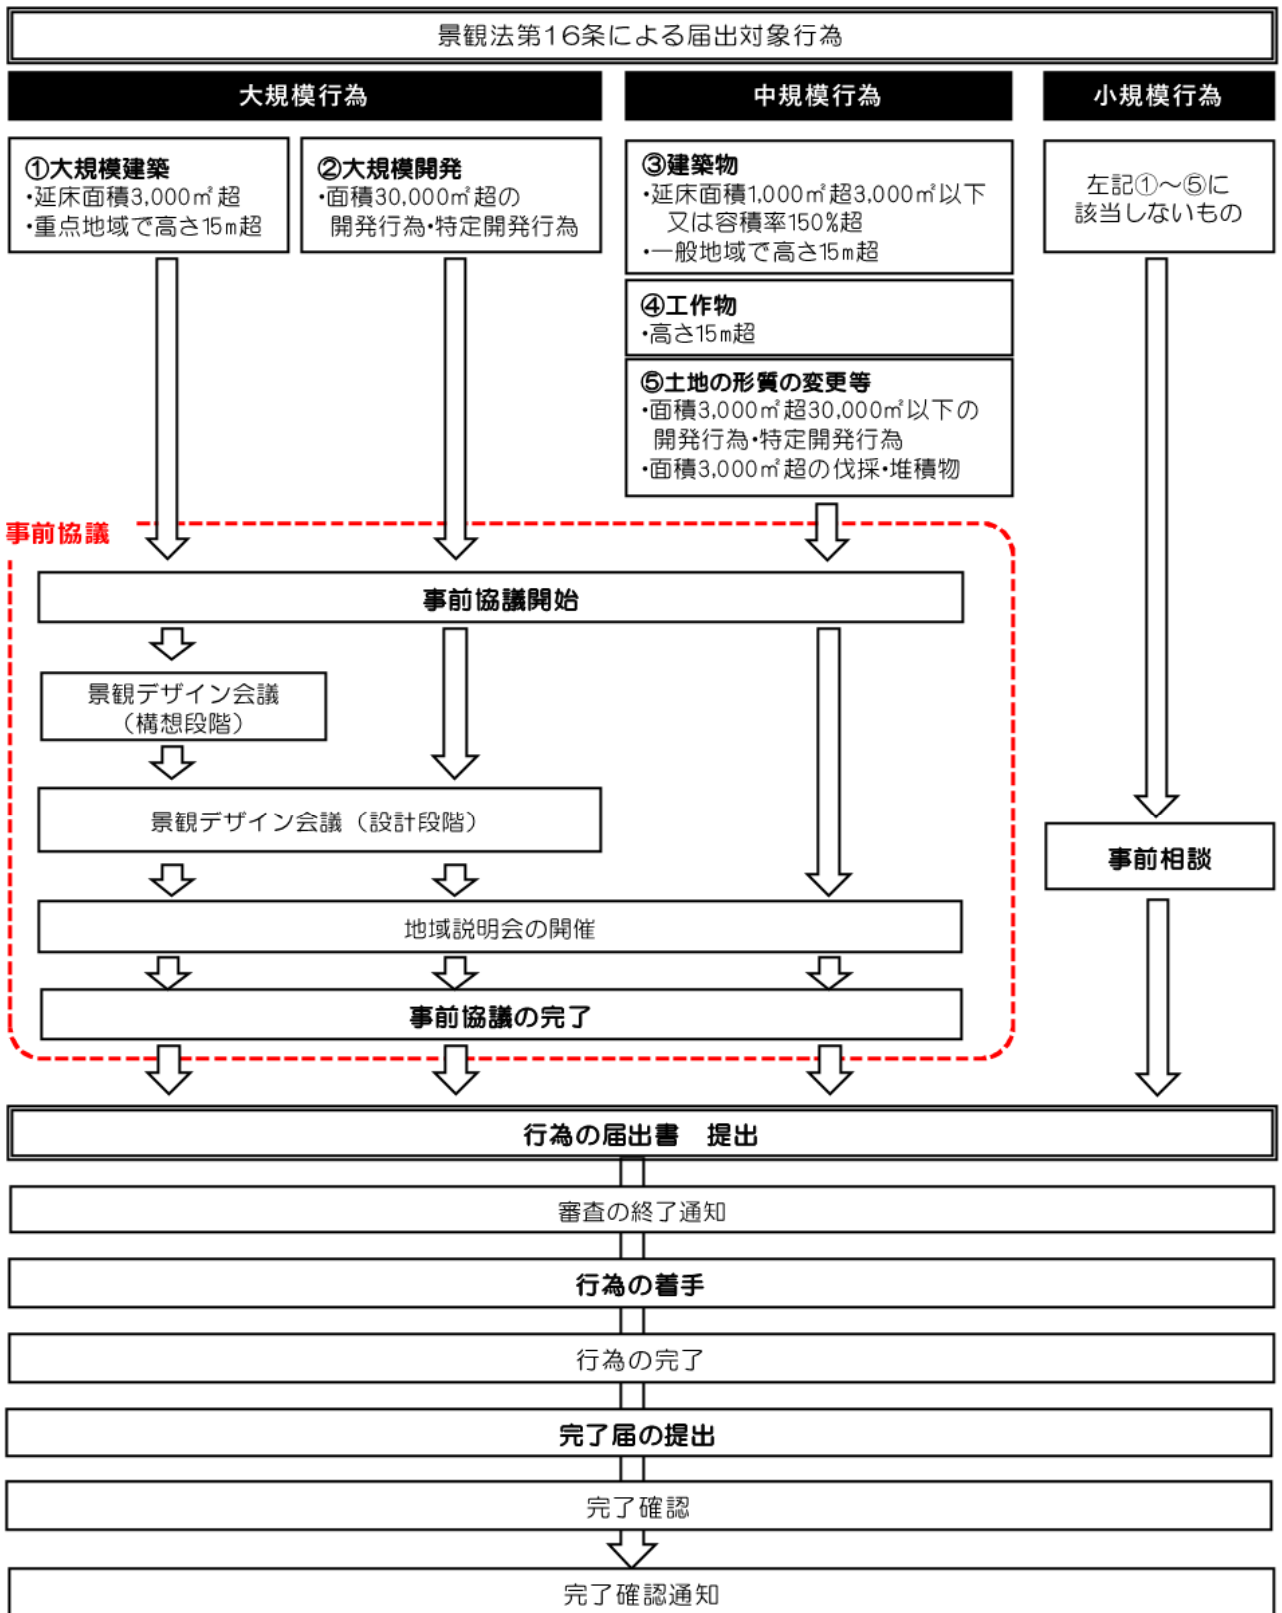 景観法第16条による届出対象行為
大規模行為
中規模行為
小規模行為
①大規模建築
・延床面積3,000㎡超
・重点地域で高さ15m超
②大規模開発
・面積30,000㎡超の
開発行為・特定開発行為
③建築物
・延床面積1,000㎡超3,000㎡以下
又は容積率150%超
・一般地域で高さ15m超
④工作物
・高さ15m超
⑤土地の形質の変更等
・面積3,000㎡超30,000㎡以下の
開発行為・特定開発行為
・面積3,000㎡超の伐採・堆積物
左記①～⑤に
該当しないもの
事前協議
事前協議開始
景観デザイン会議
（構想段階）
景観デザイン会議（設計段階）
地域説明会の開催
事前協議の完了
事前相談
行為の届出書　提出
審査の終了通知
行為の着手
行為の完了
完了届の提出
完了確認
完了確認通知